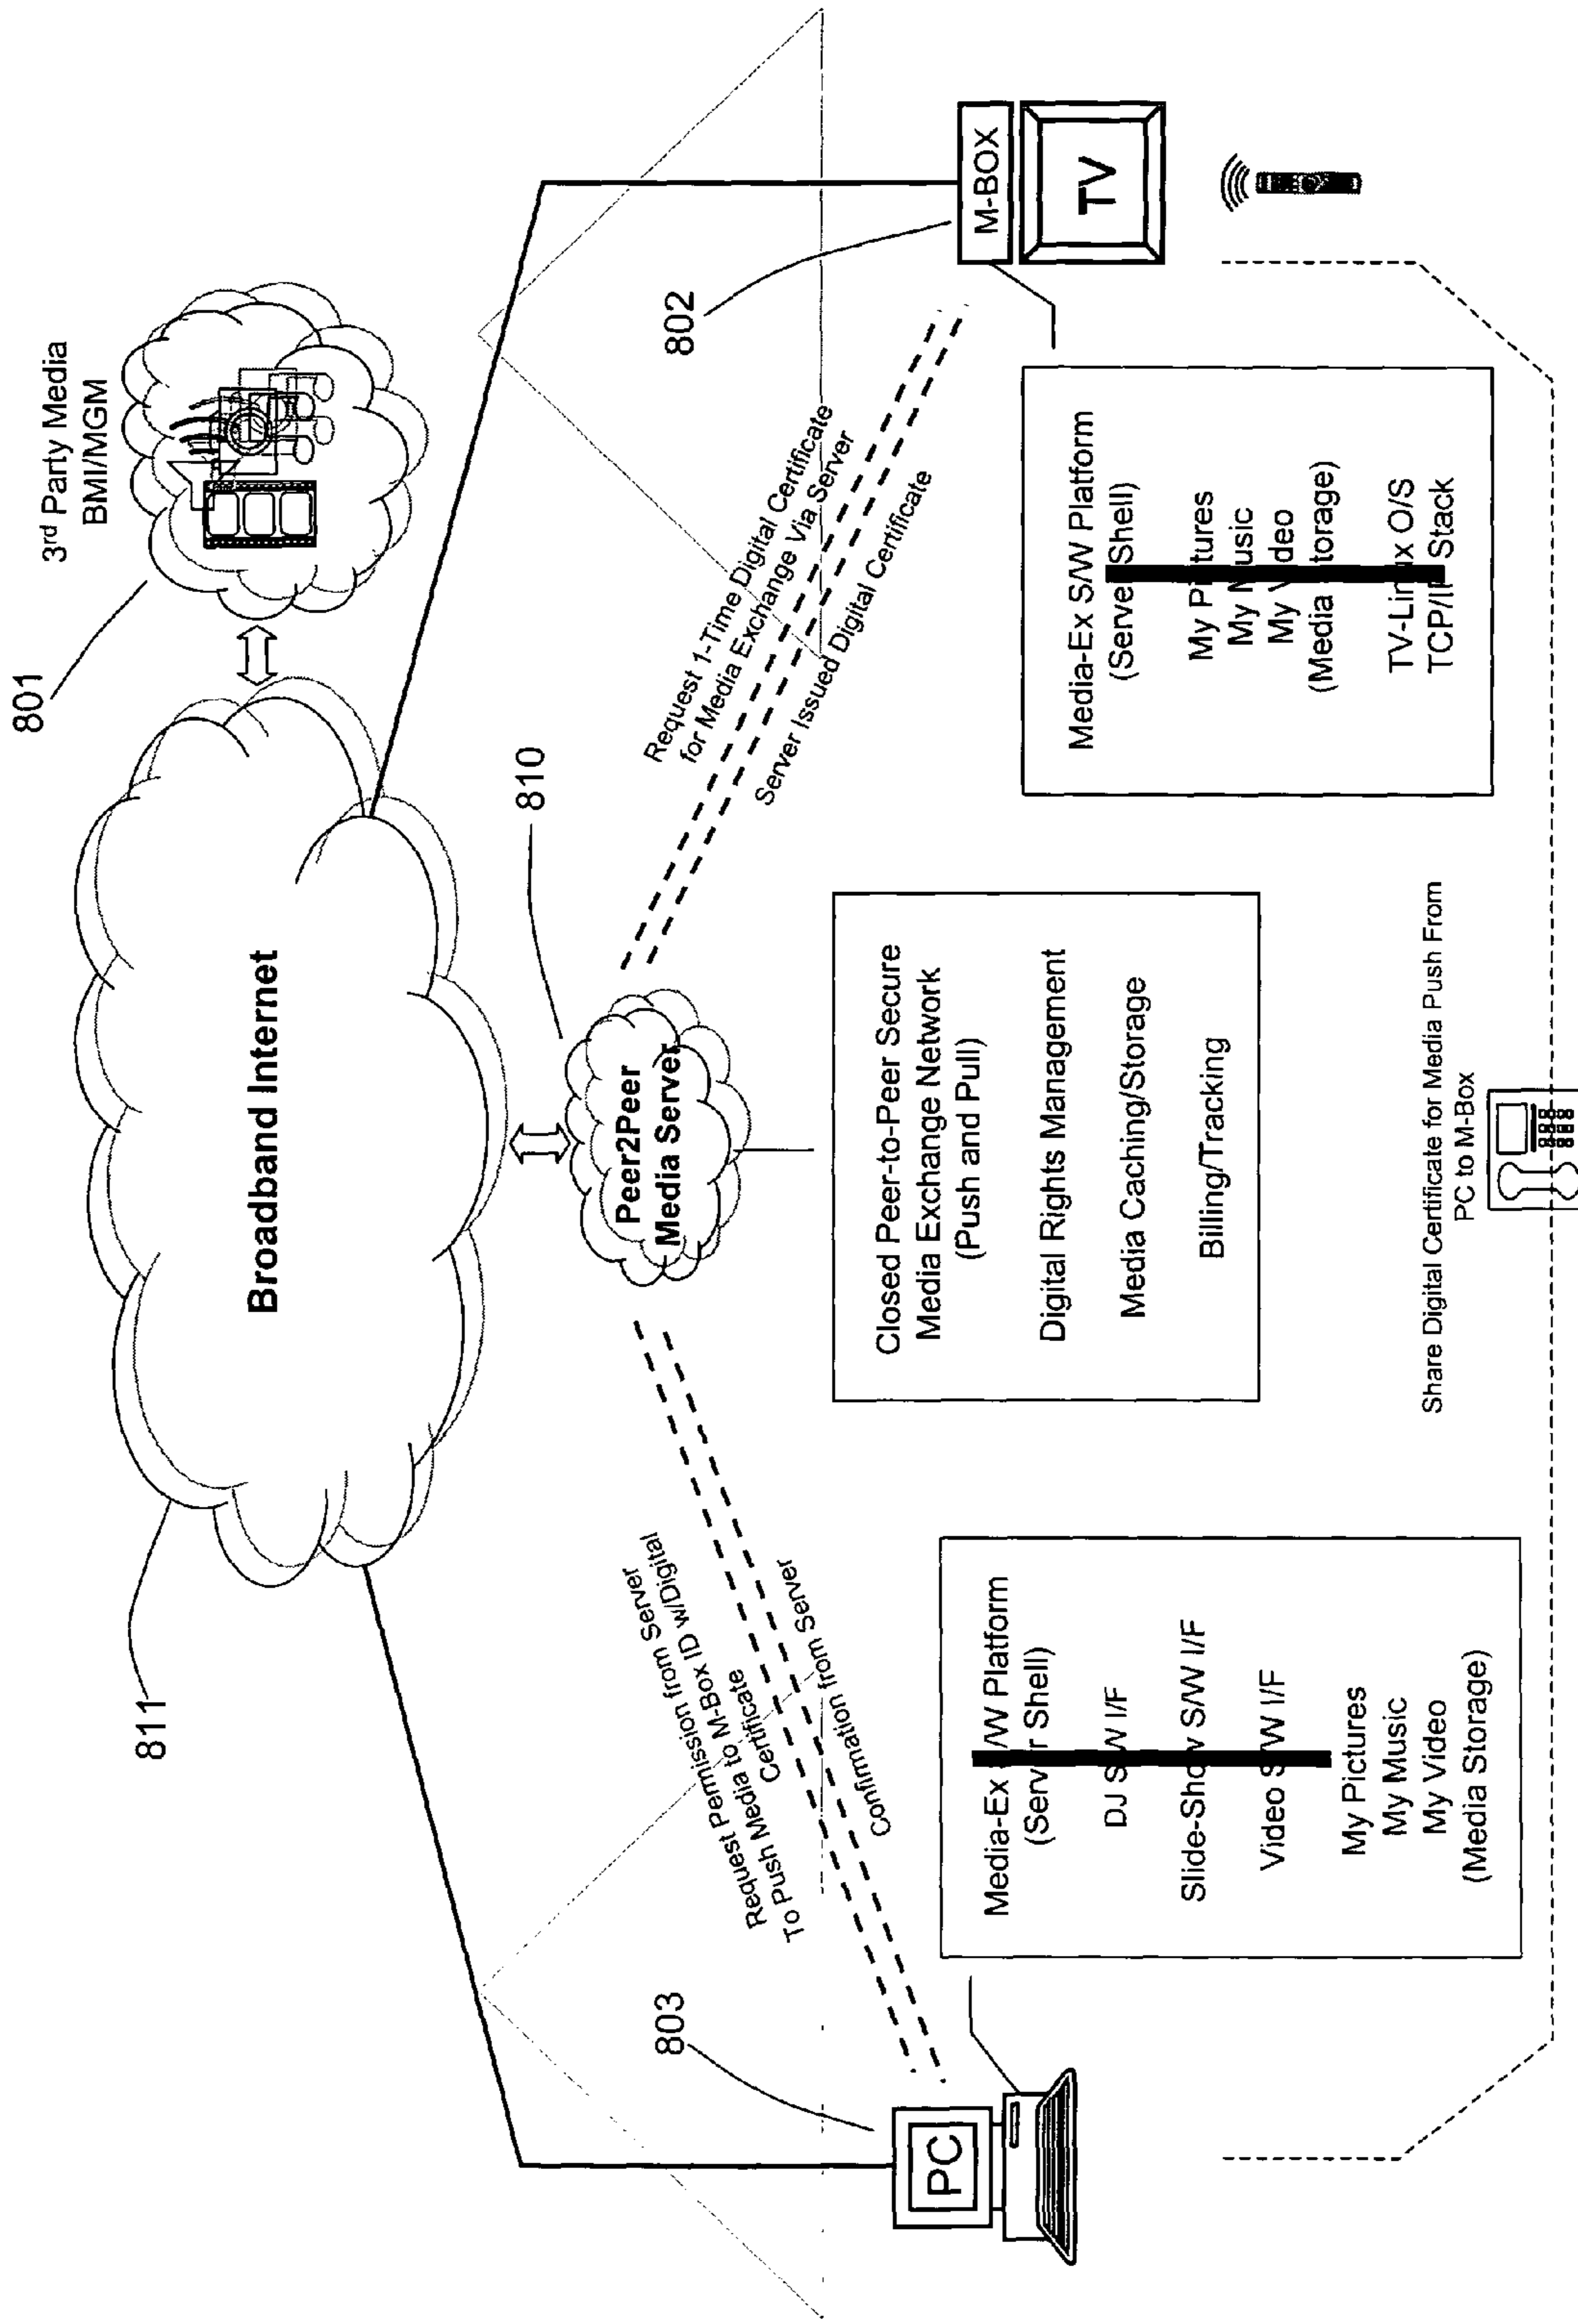 801
3rd Party Media
BMI/MGM
811
Broadband Internet
810
Peer2Peer
Media Server
803
PC
Request Permission from Server
To Push Media to M-Box ID w/Digital
Certificate
Confirmation from Server
Request 1-Time Digital Certificate
for Media Exchange Via Server
Server Issued Digital Certificate
802
M-BOX
TV
Media-Ex S/W Platform
(Server Shell)
DJ S/W I/F
Slide-Show S/W I/F
Video S/W I/F
My Pictures
My Music
My Video
(Media Storage)
Closed Peer-to-Peer Secure
Media Exchange Network
(Push and Pull)
Digital Rights Management
Media Caching/Storage
Billing/Tracking
Media-Ex S/W Platform
(Server Shell)
My Pictures
My Music
My Video
(Media Storage)
TV-Linux O/S
TCP/IP Stack
Share Digital Certificate for Media Push From
PC to M-Box